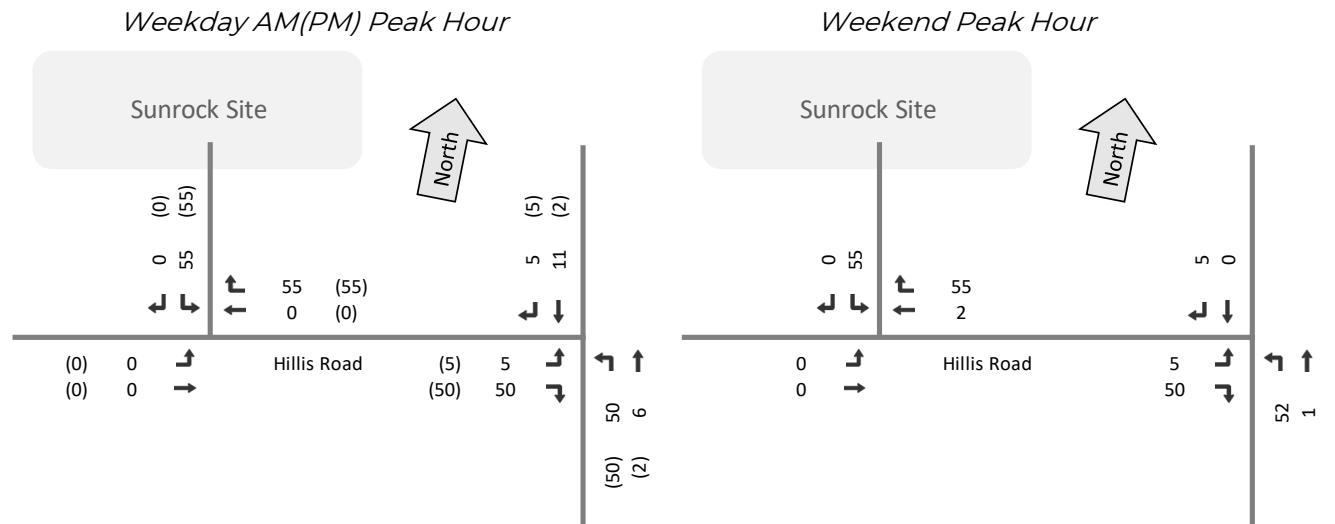 Weekday AM(PM) Peak Hour
Sunrock Site
North
(0) (55)
0 55
(5) (2)
5 11
55 (55)
0 (0)
(0) 0
(0) 0
Hillis Road
(5) 5
(50) 50
50 6
(50) (2)
Weekend Peak Hour
Sunrock Site
North
0 55
5 0
55
2
0
0
Hillis Road
5
50
52 1